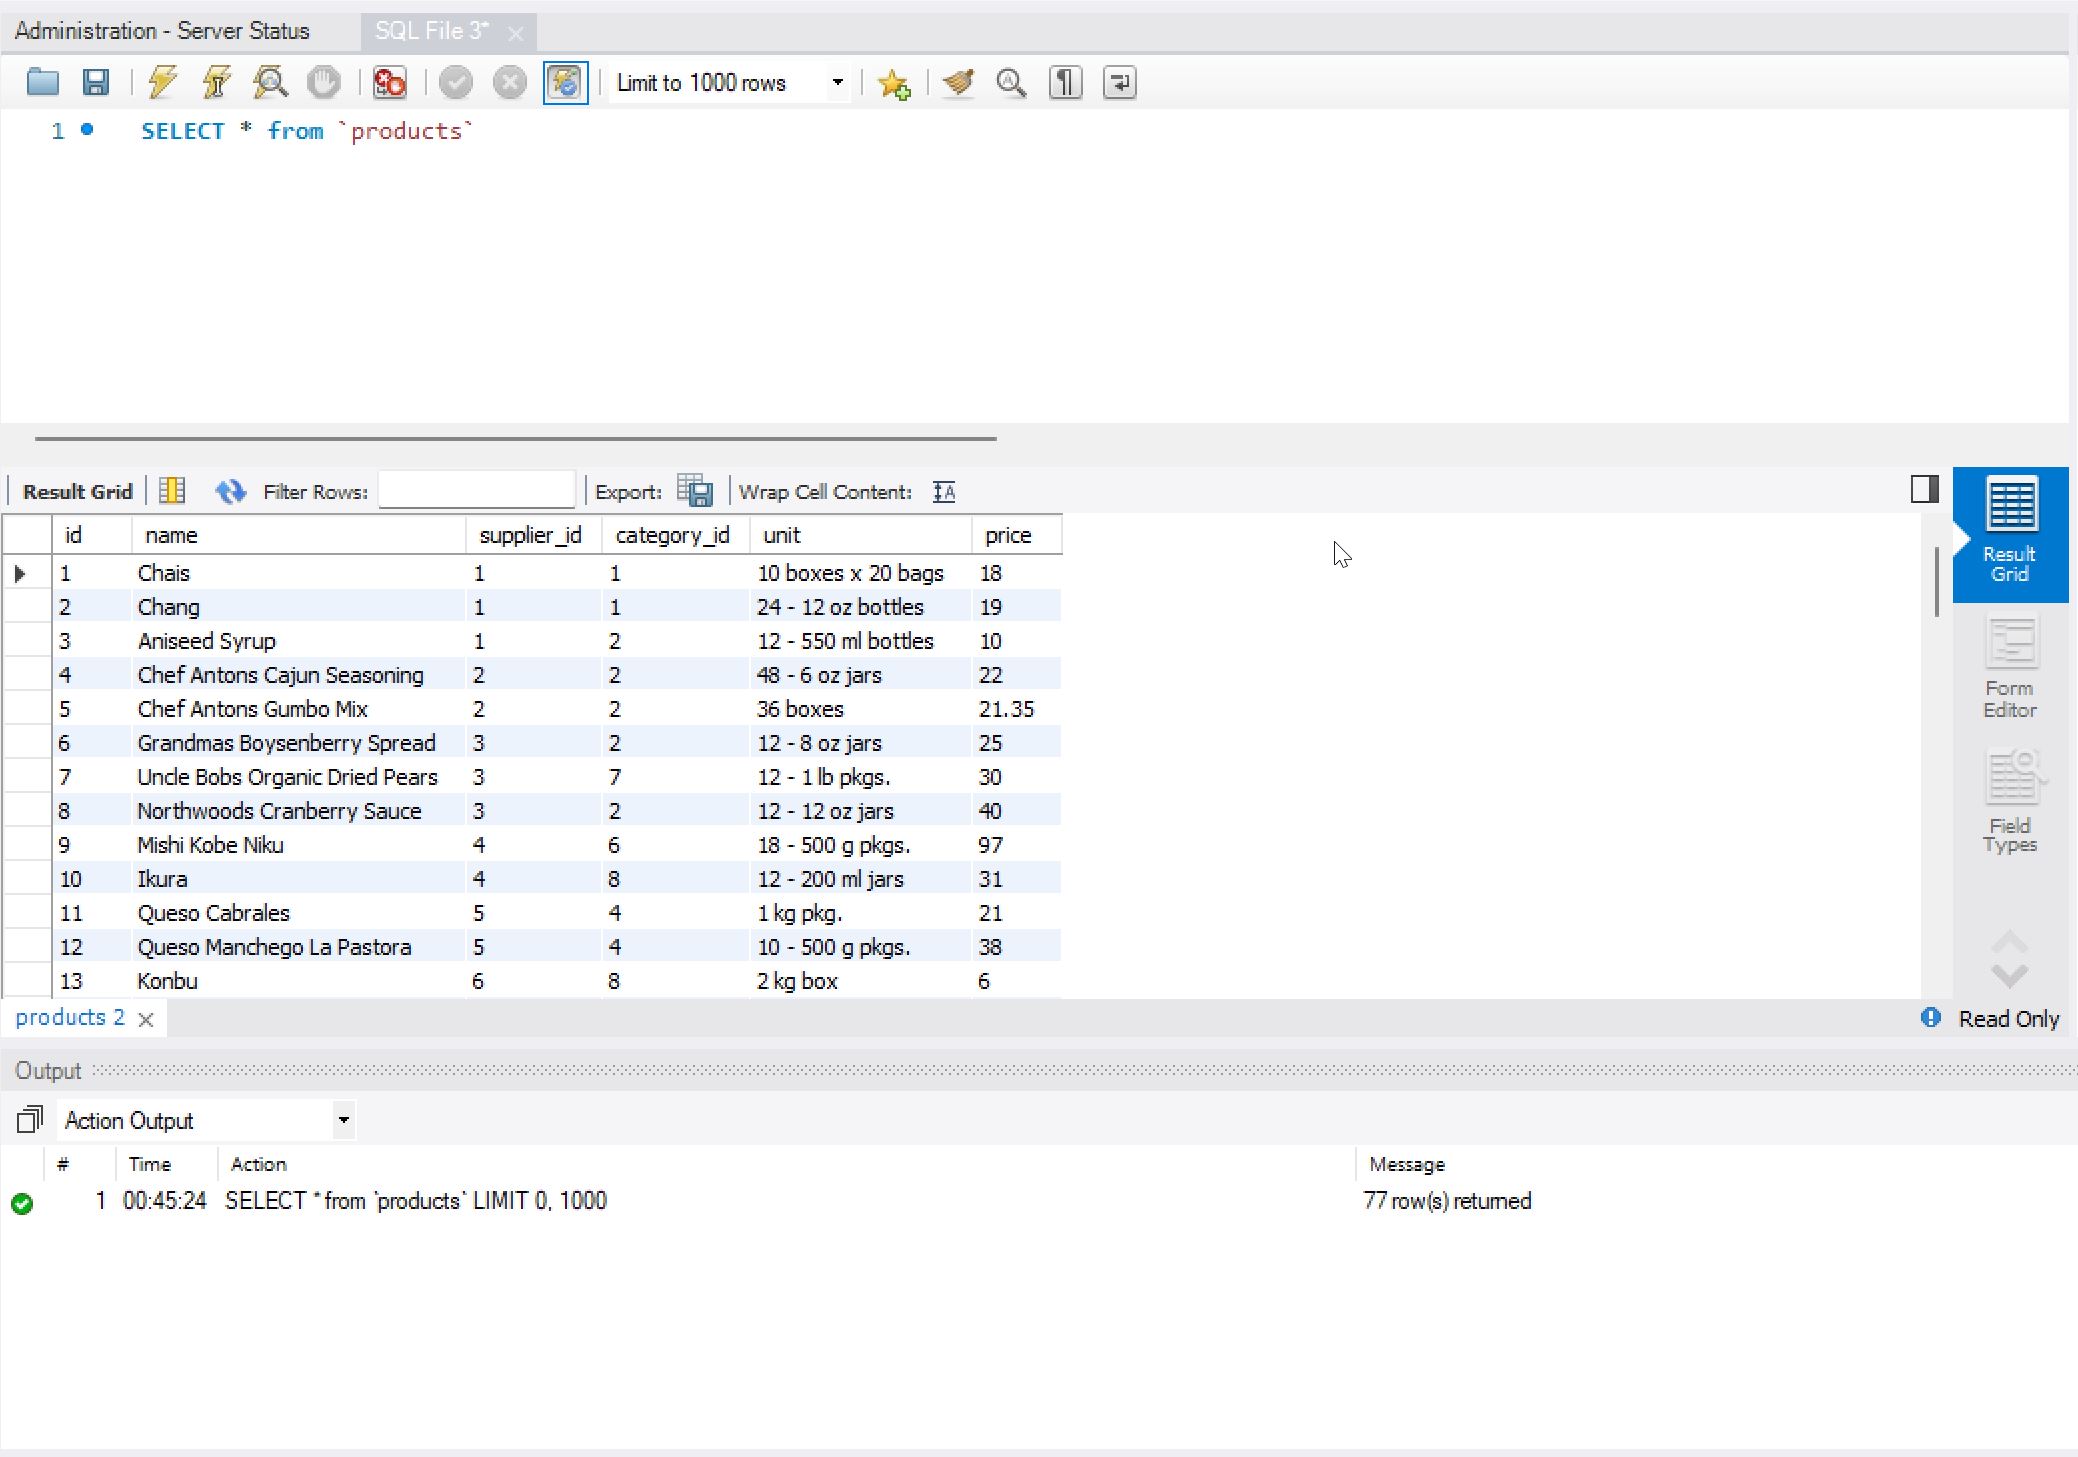 Administration - Server Status SQL File 3*
Limit to 1000 rows
1 SELECT * from `products`
Result Grid Filter Rows: Export: Wrap Cell Content:
id name supplier_id category_id unit price
1 Chais 1 1 10 boxes x 20 bags 18
2 Chang 1 1 24 - 12 oz bottles 19
3 Aniseed Syrup 1 2 12 - 550 ml bottles 10
4 Chef Antons Cajun Seasoning 2 2 48 - 6 oz jars 22
5 Chef Antons Gumbo Mix 2 2 36 boxes 21.35
6 Grandmas Boysenberry Spread 3 2 12 - 8 oz jars 25
7 Uncle Bobs Organic Dried Pears 3 7 12 - 1 lb pkgs. 30
8 Northwoods Cranberry Sauce 3 2 12 - 12 oz jars 40
9 Mishi Kobe Niku 4 6 18 - 500 g pkgs. 97
10 Ikura 4 8 12 - 200 ml jars 31
11 Queso Cabrales 5 4 1 kg pkg. 21
12 Queso Manchego La Pastora 5 4 10 - 500 g pkgs. 38
13 Konbu 6 8 2 kg box 6
Result
Grid
Form
Editor
Field
Types
products 2 Read Only
Output
Action Output
# Time Action Message
1 00:45:24 SELECT * from `products` LIMIT 0, 1000 77 row(s) returned